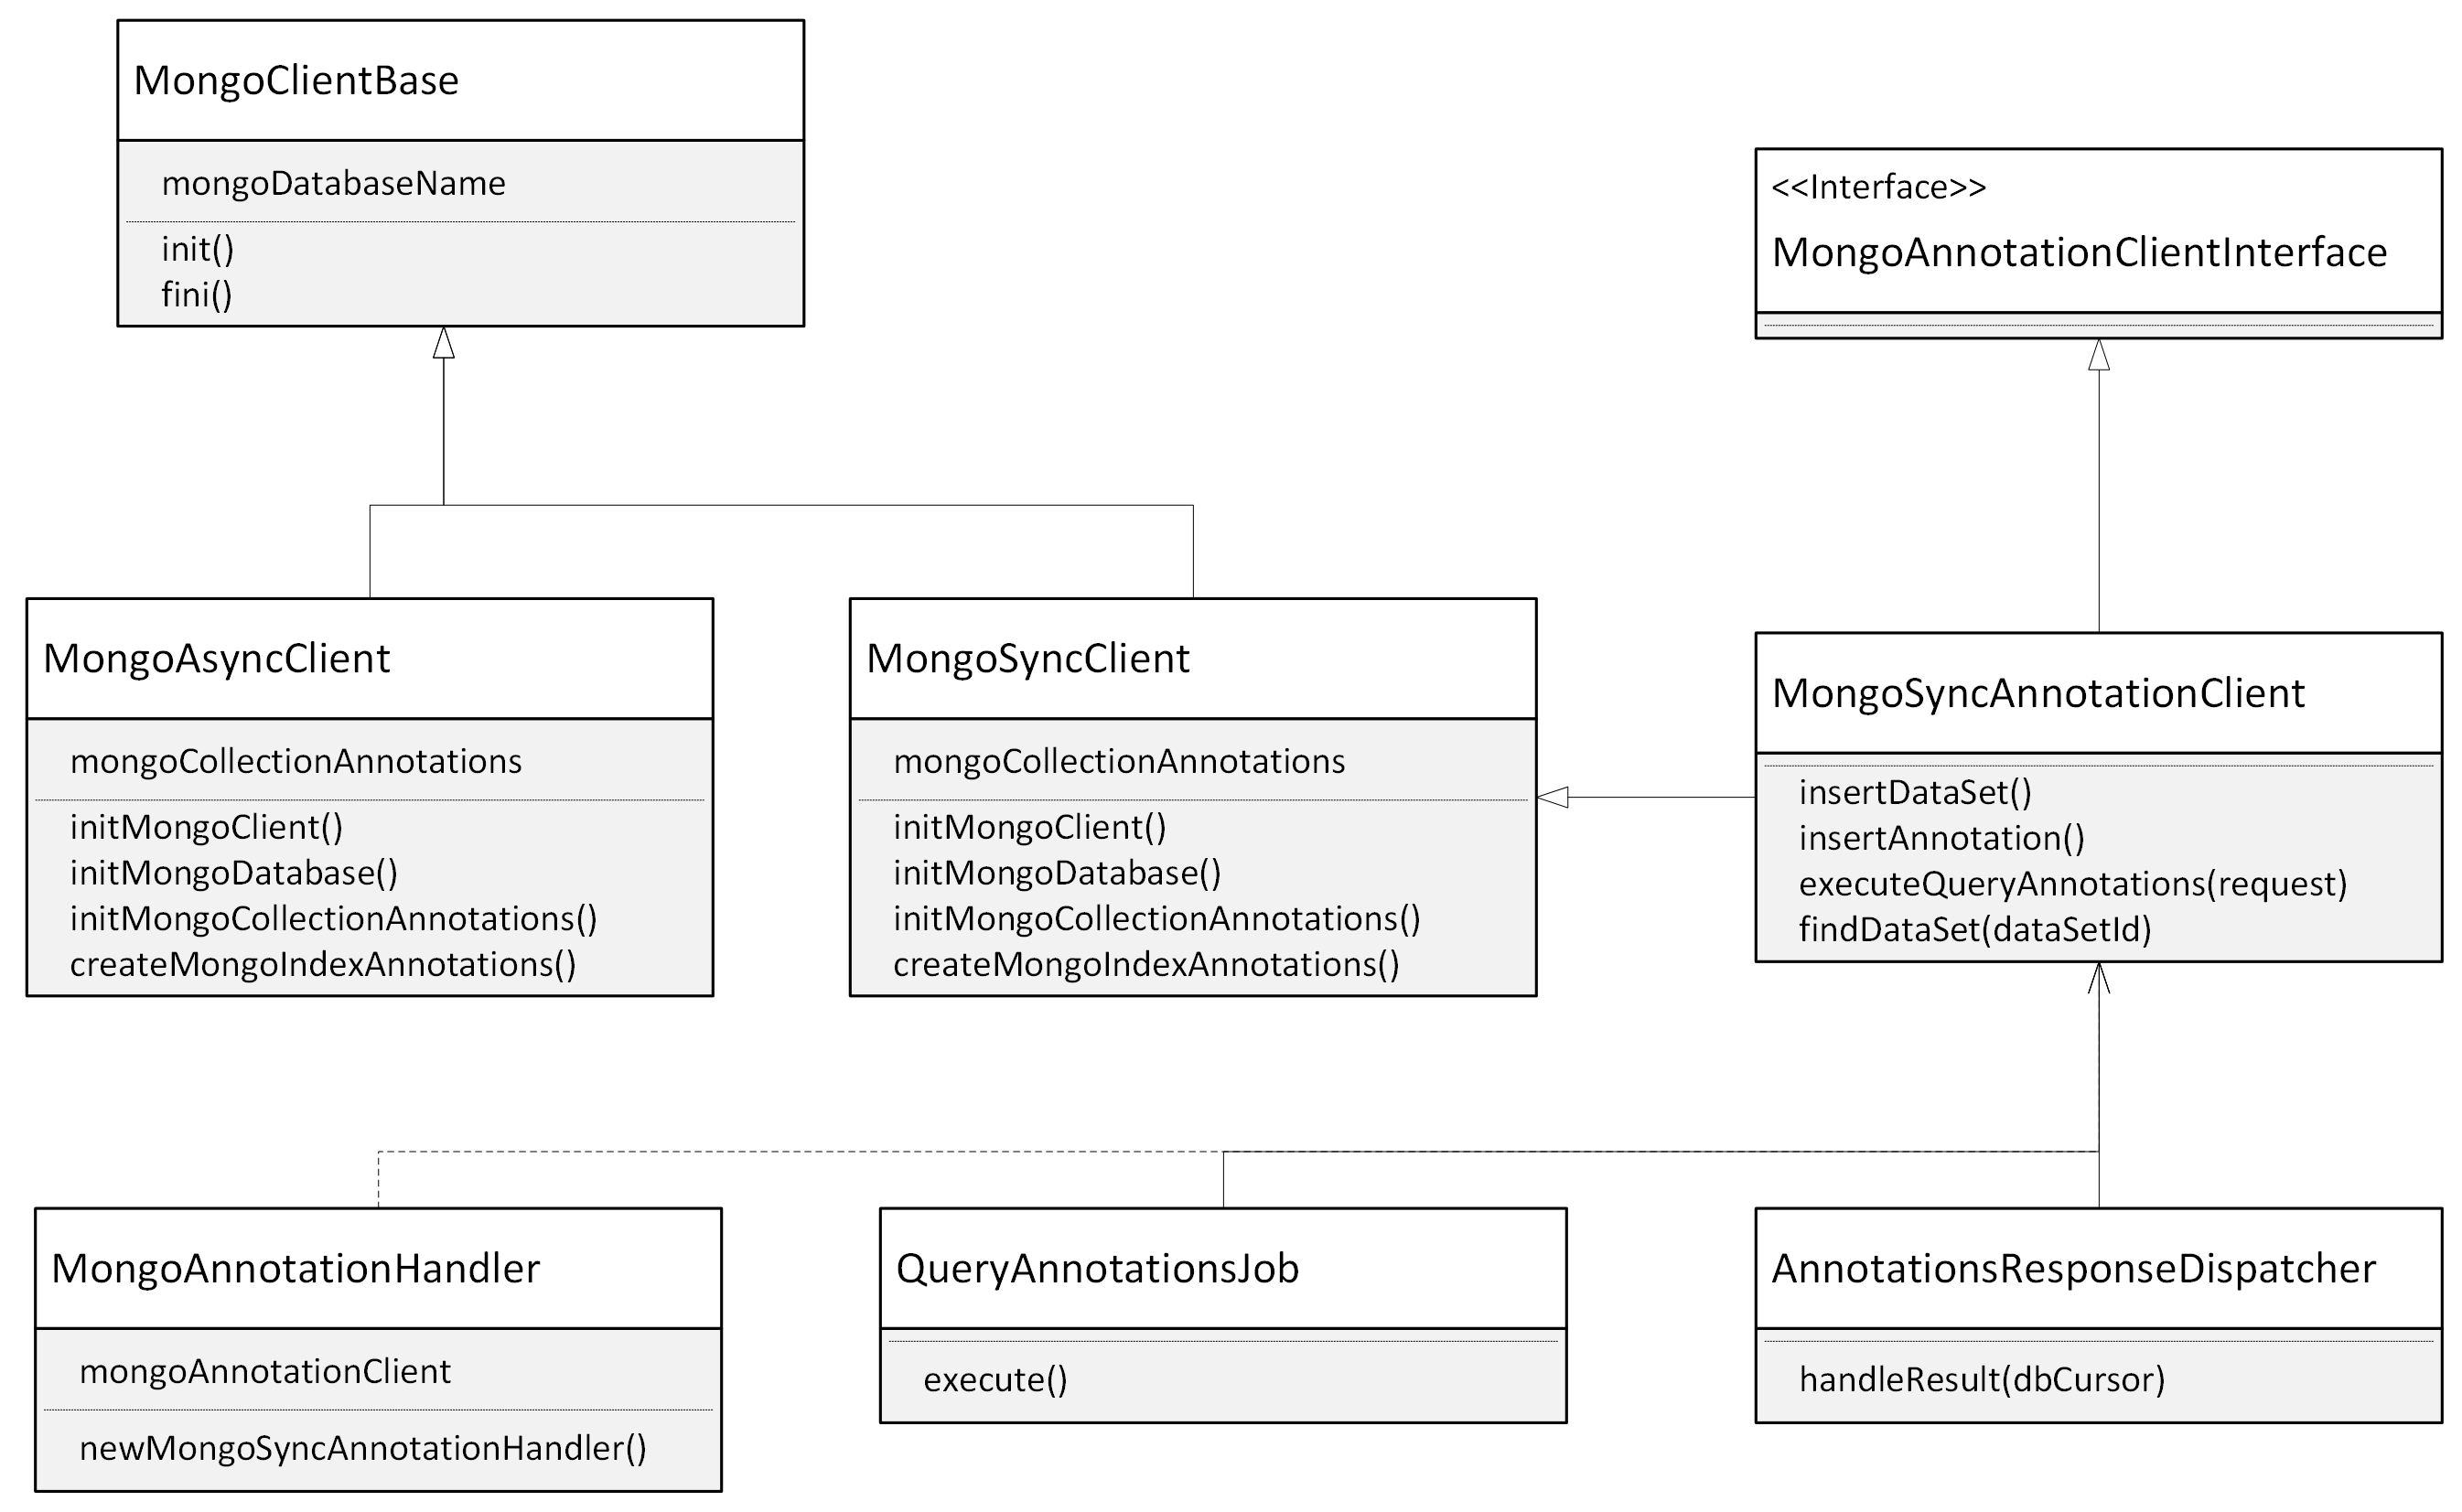 MongoClientBase
mongoDatabaseName
init()
fini()
<<Interface>>
MongoAnnotationClientInterface
MongoAsyncClient
mongoCollectionAnnotations
initMongoClient()
initMongoDatabase()
initMongoCollectionAnnotations()
createMongoIndexAnnotations()
MongoSyncClient
mongoCollectionAnnotations
initMongoClient()
initMongoDatabase()
initMongoCollectionAnnotations()
createMongoIndexAnnotations()
MongoSyncAnnotationClient
insertDataSet()
insertAnnotation()
executeQueryAnnotations(request)
findDataSet(dataSetId)
MongoAnnotationHandler
mongoAnnotationClient
newMongoSyncAnnotationHandler()
QueryAnnotationsJob
execute()
AnnotationsResponseDispatcher
handleResult(dbCursor)